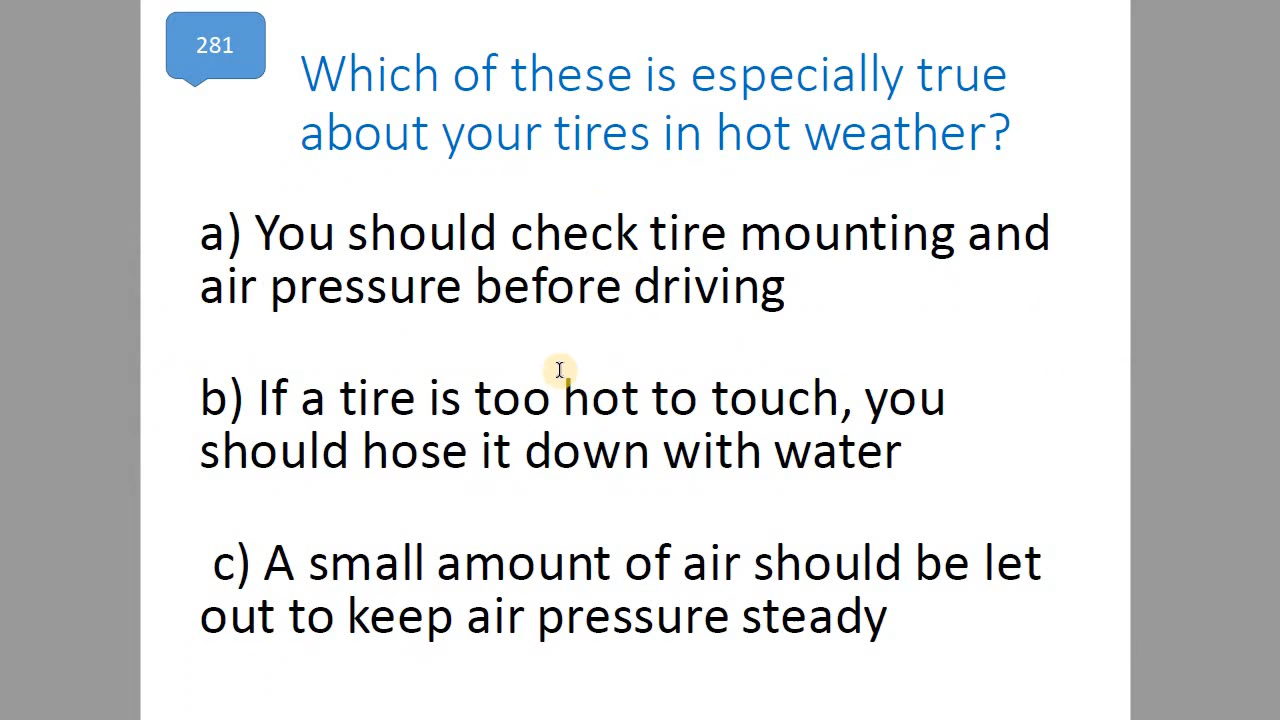 281
Which of these is especially true
about your tires in hot weather?
a) You should check tire mounting and
air pressure before driving
b) If a tire is too hot to touch, you
should hose it down with water
c) A small amount of air should be let
out to keep air pressure steady